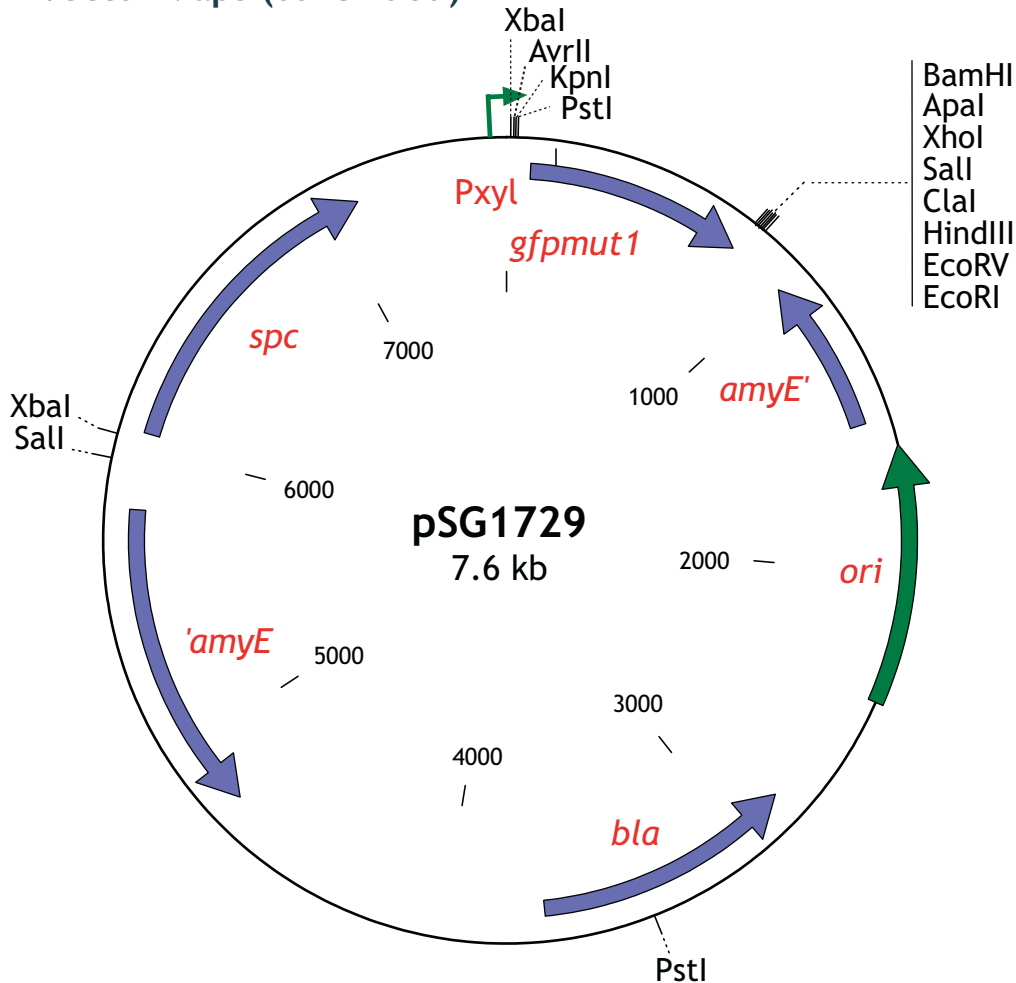 XbaI
AvrII
KpnI
PstI
BamHI
ApaI
XhoI
SalI
ClaI
HindIII
EcoRV
EcoRI
Pxyl
gfpmut1
spc
7000
1000
amyE'
XbaI
SalI
6000
pSG1729
7.6 kb
2000
ori
'amyE
5000
3000
4000
bla
PstI